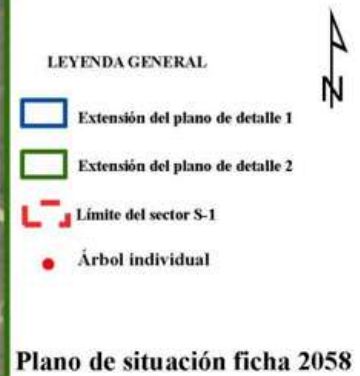 N
LEYENDA GENERAL
Extensión del plano de detalle 1
Extensión del plano de detalle 2
Límite del sector S-1
Árbol individual
Plano de situación ficha 2058